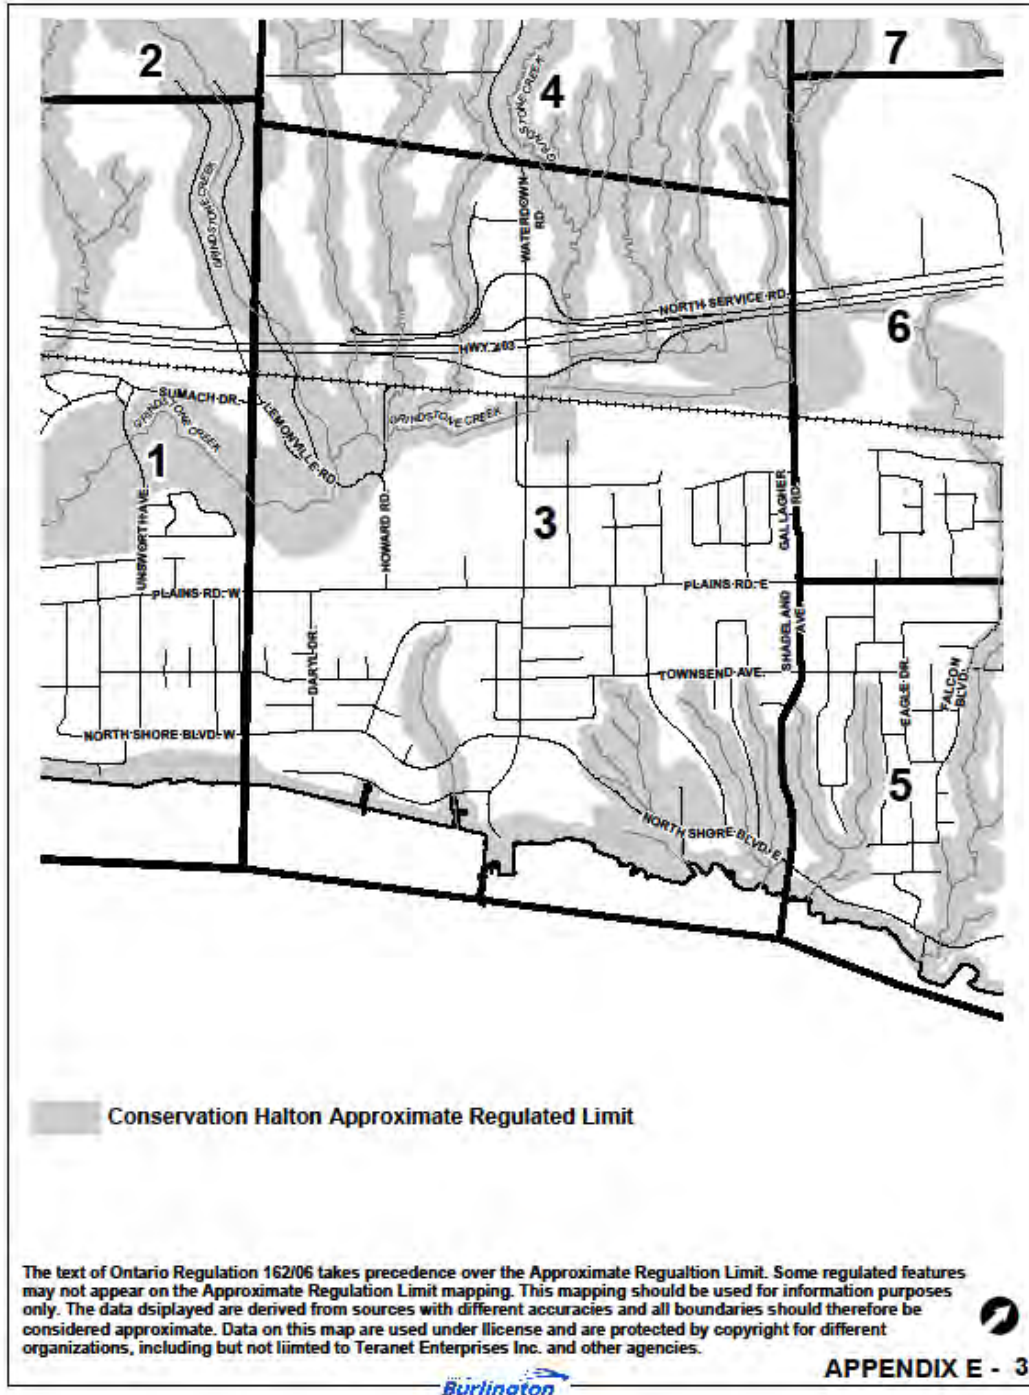 2
7
4
GRINDSTONE CREEK
GRINDSTONE CREEK
WATERDOWN
RD.
NORTH SERVICE RD.
6
HWY. 403
SUMACH DR.
GRINDSTONE CREEK
LEMONVILLE RD.
GRINDSTONE CREEK
1
UNSWORTH AVE.
HOWARD RD.
3
GALLAGHER
RD.
PLAINS RD. W
PLAINS RD. E
SHADELAND
AVE.
DARYL DR.
TOWNSEND AVE.
EAGLE DR.
FALCON
BLVD.
NORTH SHORE BLVD. W
5
NORTH SHORE BLVD. E
Conservation Halton Approximate Regulated Limit
The text of Ontario Regulation 162/06 takes precedence over the Approximate Regualtion Limit. Some regulated features
may not appear on the Approximate Regulation Limit mapping. This mapping should be used for information purposes
only. The data dsiplayed are derived from sources with different accuracies and all boundaries should therefore be
considered approximate. Data on this map are used under llicense and are protected by copyright for different
organizations, including but not liimted to Teranet Enterprises Inc. and other agencies.
APPENDIX E - 3
Burlington